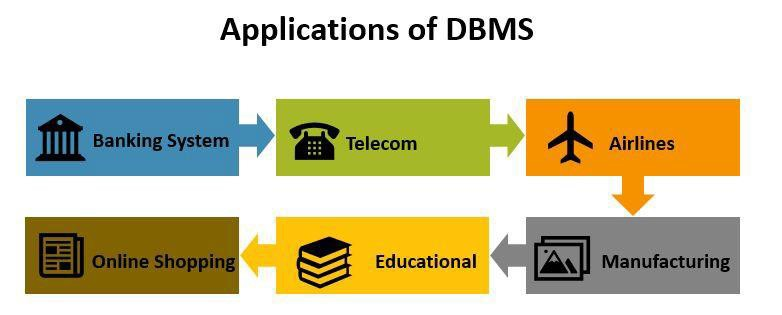 Applications of DBMS
Banking System
Telecom
Airlines
Online Shopping
Educational
Manufacturing